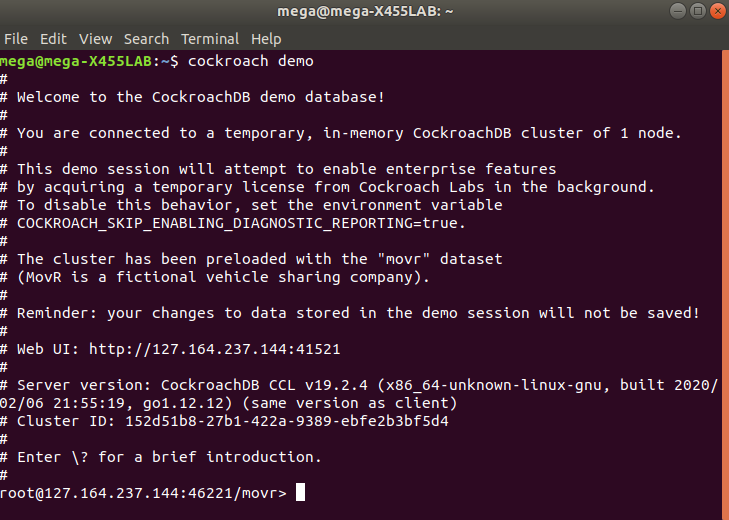 mega@mega-X455LAB: ~
File Edit View Search Terminal Help
mega@mega-X455LAB:~$ cockroach demo
#
# Welcome to the CockroachDB demo database!
#
# You are connected to a temporary, in-memory CockroachDB cluster of 1 node.
#
# This demo session will attempt to enable enterprise features
# by acquiring a temporary license from Cockroach Labs in the background.
# To disable this behavior, set the environment variable
# COCKROACH_SKIP_ENABLING_DIAGNOSTIC_REPORTING=true.
#
# The cluster has been preloaded with the "movr" dataset
# (MovR is a fictional vehicle sharing company).
#
# Reminder: your changes to data stored in the demo session will not be saved!
#
# Web UI: http://127.164.237.144:41521
#
# Server version: CockroachDB CCL v19.2.4 (x86_64-unknown-linux-gnu, built 2020/
02/06 21:55:19, go1.12.12) (same version as client)
# Cluster ID: 152d51b8-27b1-422a-9389-ebfe2b3bf5d4
#
# Enter \? for a brief introduction.
#
root@127.164.237.144:46221/movr>